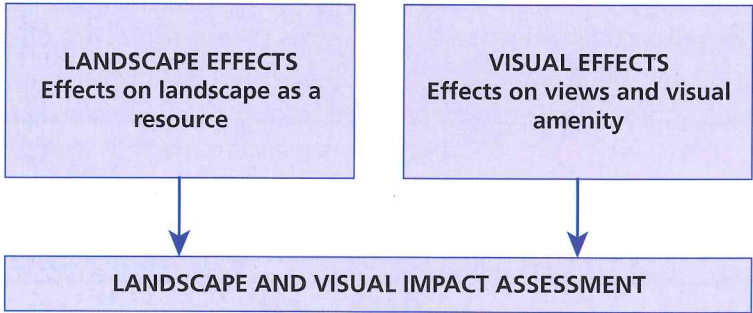 LANDSCAPE EFFECTS
Effects on landscape as a
resource
VISUAL EFFECTS
Effects on views and visual
amenity
LANDSCAPE AND VISUAL IMPACT ASSESSMENT